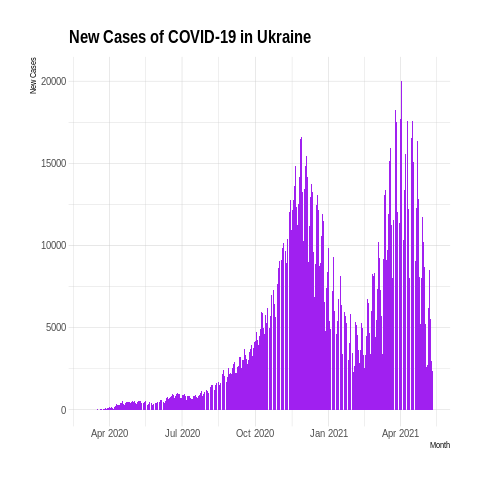 New Cases of COVID-19 in Ukraine
New Cases
20000
15000
10000
5000
0
Apr 2020 Jul 2020 Oct 2020 Jan 2021 Apr 2021
Month